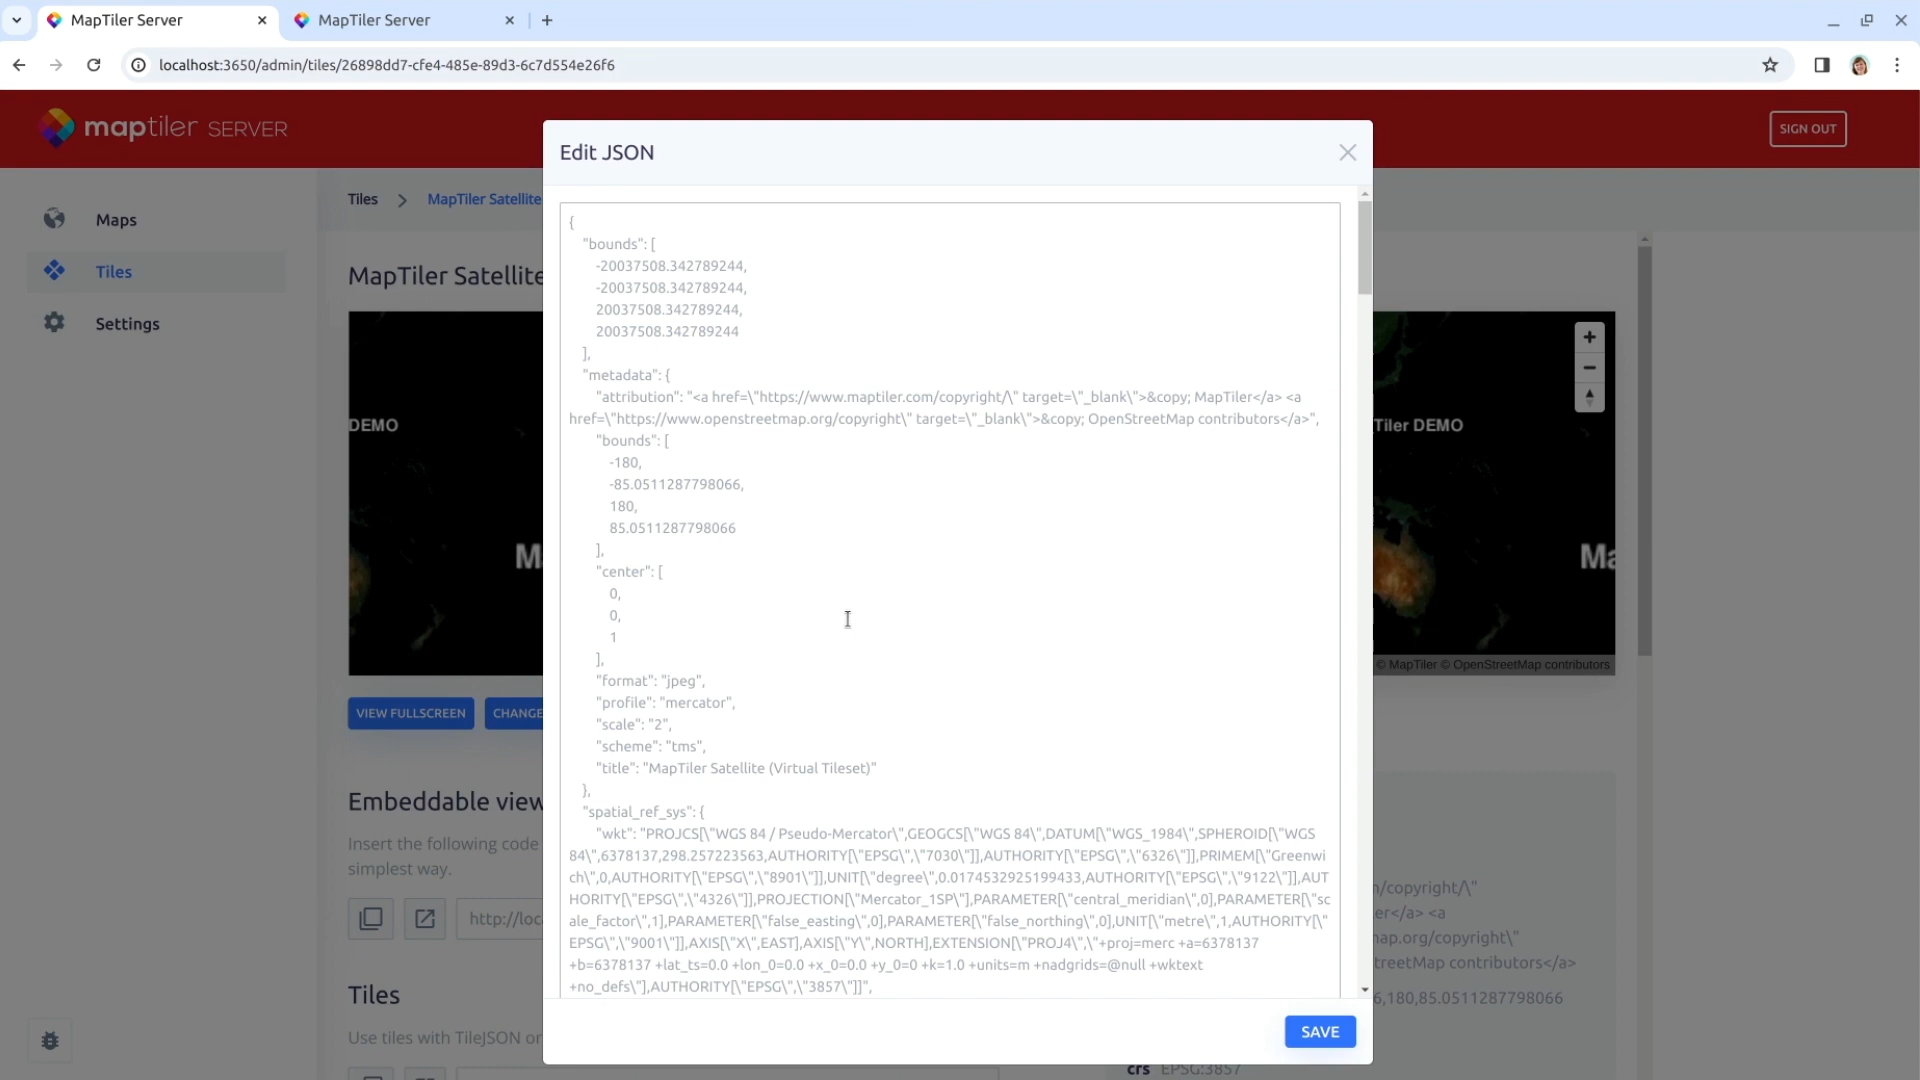 MapTiler Server
MapTiler Server
localhost:3650/admin/tiles/26898dd7-cfe4-485e-89d3-6c7d554e26f6
maptiler SERVER
SIGN OUT
Maps
Tiles
Settings
Tiles
MapTiler Satellite
MapTiler Satellite
DEMO
Tiler DEMO
M
Ma
© MapTiler © OpenStreetMap contributors
VIEW FULLSCREEN
CHANGE
Embeddable view
Insert the following code
simplest way.
http://loc
Tiles
Use tiles with TileJSON or
Edit JSON
{
"bounds": [
-20037508.342789244,
-20037508.342789244,
20037508.342789244,
20037508.342789244
],
"metadata": {
"attribution": "<a href=\"https://www.maptiler.com/copyright/\" target=\"_blank\">&copy; MapTiler</a> <a
href=\"https://www.openstreetmap.org/copyright\" target=\"_blank\">&copy; OpenStreetMap contributors</a>",
"bounds": [
-180,
-85.0511287798066,
180,
85.0511287798066
],
"center": [
0,
0,
1
],
"format": "jpeg",
"profile": "mercator",
"scale": "2",
"scheme": "tms",
"title": "MapTiler Satellite (Virtual Tileset)"
},
"spatial_ref_sys": {
"wkt": "PROJCS[\"WGS 84 / Pseudo-Mercator\",GEOGCS[\"WGS 84\",DATUM[\"WGS_1984\",SPHEROID[\"WGS
84\",6378137,298.257223563,AUTHORITY[\"EPSG\",\"7030\"]],AUTHORITY[\"EPSG\",\"6326\"]],PRIMEM[\"Greenwi
ch\",0,AUTHORITY[\"EPSG\",\"8901\"]],UNIT[\"degree\",0.0174532925199433,AUTHORITY[\"EPSG\",\"9122\"]],AUT
HORITY[\"EPSG\",\"4326\"]],PROJECTION[\"Mercator_1SP\"],PARAMETER[\"central_meridian\",0],PARAMETER[\"sc
ale_factor\",1],PARAMETER[\"false_easting\",0],PARAMETER[\"false_northing\",0],UNIT[\"metre\",1,AUTHORITY[\"
EPSG\",\"9001\"]],AXIS[\"X\",EAST],AXIS[\"Y\",NORTH],EXTENSION[\"PROJ4\",\"+proj=merc +a=6378137
+b=6378137 +lat_ts=0.0 +lon_0=0.0 +x_0=0.0 +y_0=0 +k=1.0 +units=m +nadgrids=@null +wktext
+no_defs\"],AUTHORITY[\"EPSG\",\"3857\"]]",
SAVE
n/copyright/\"
er</a> <a
nap.org/copyright\"
treetMap contributors</a>
6,180,85.0511287798066
crs EPSG:3857